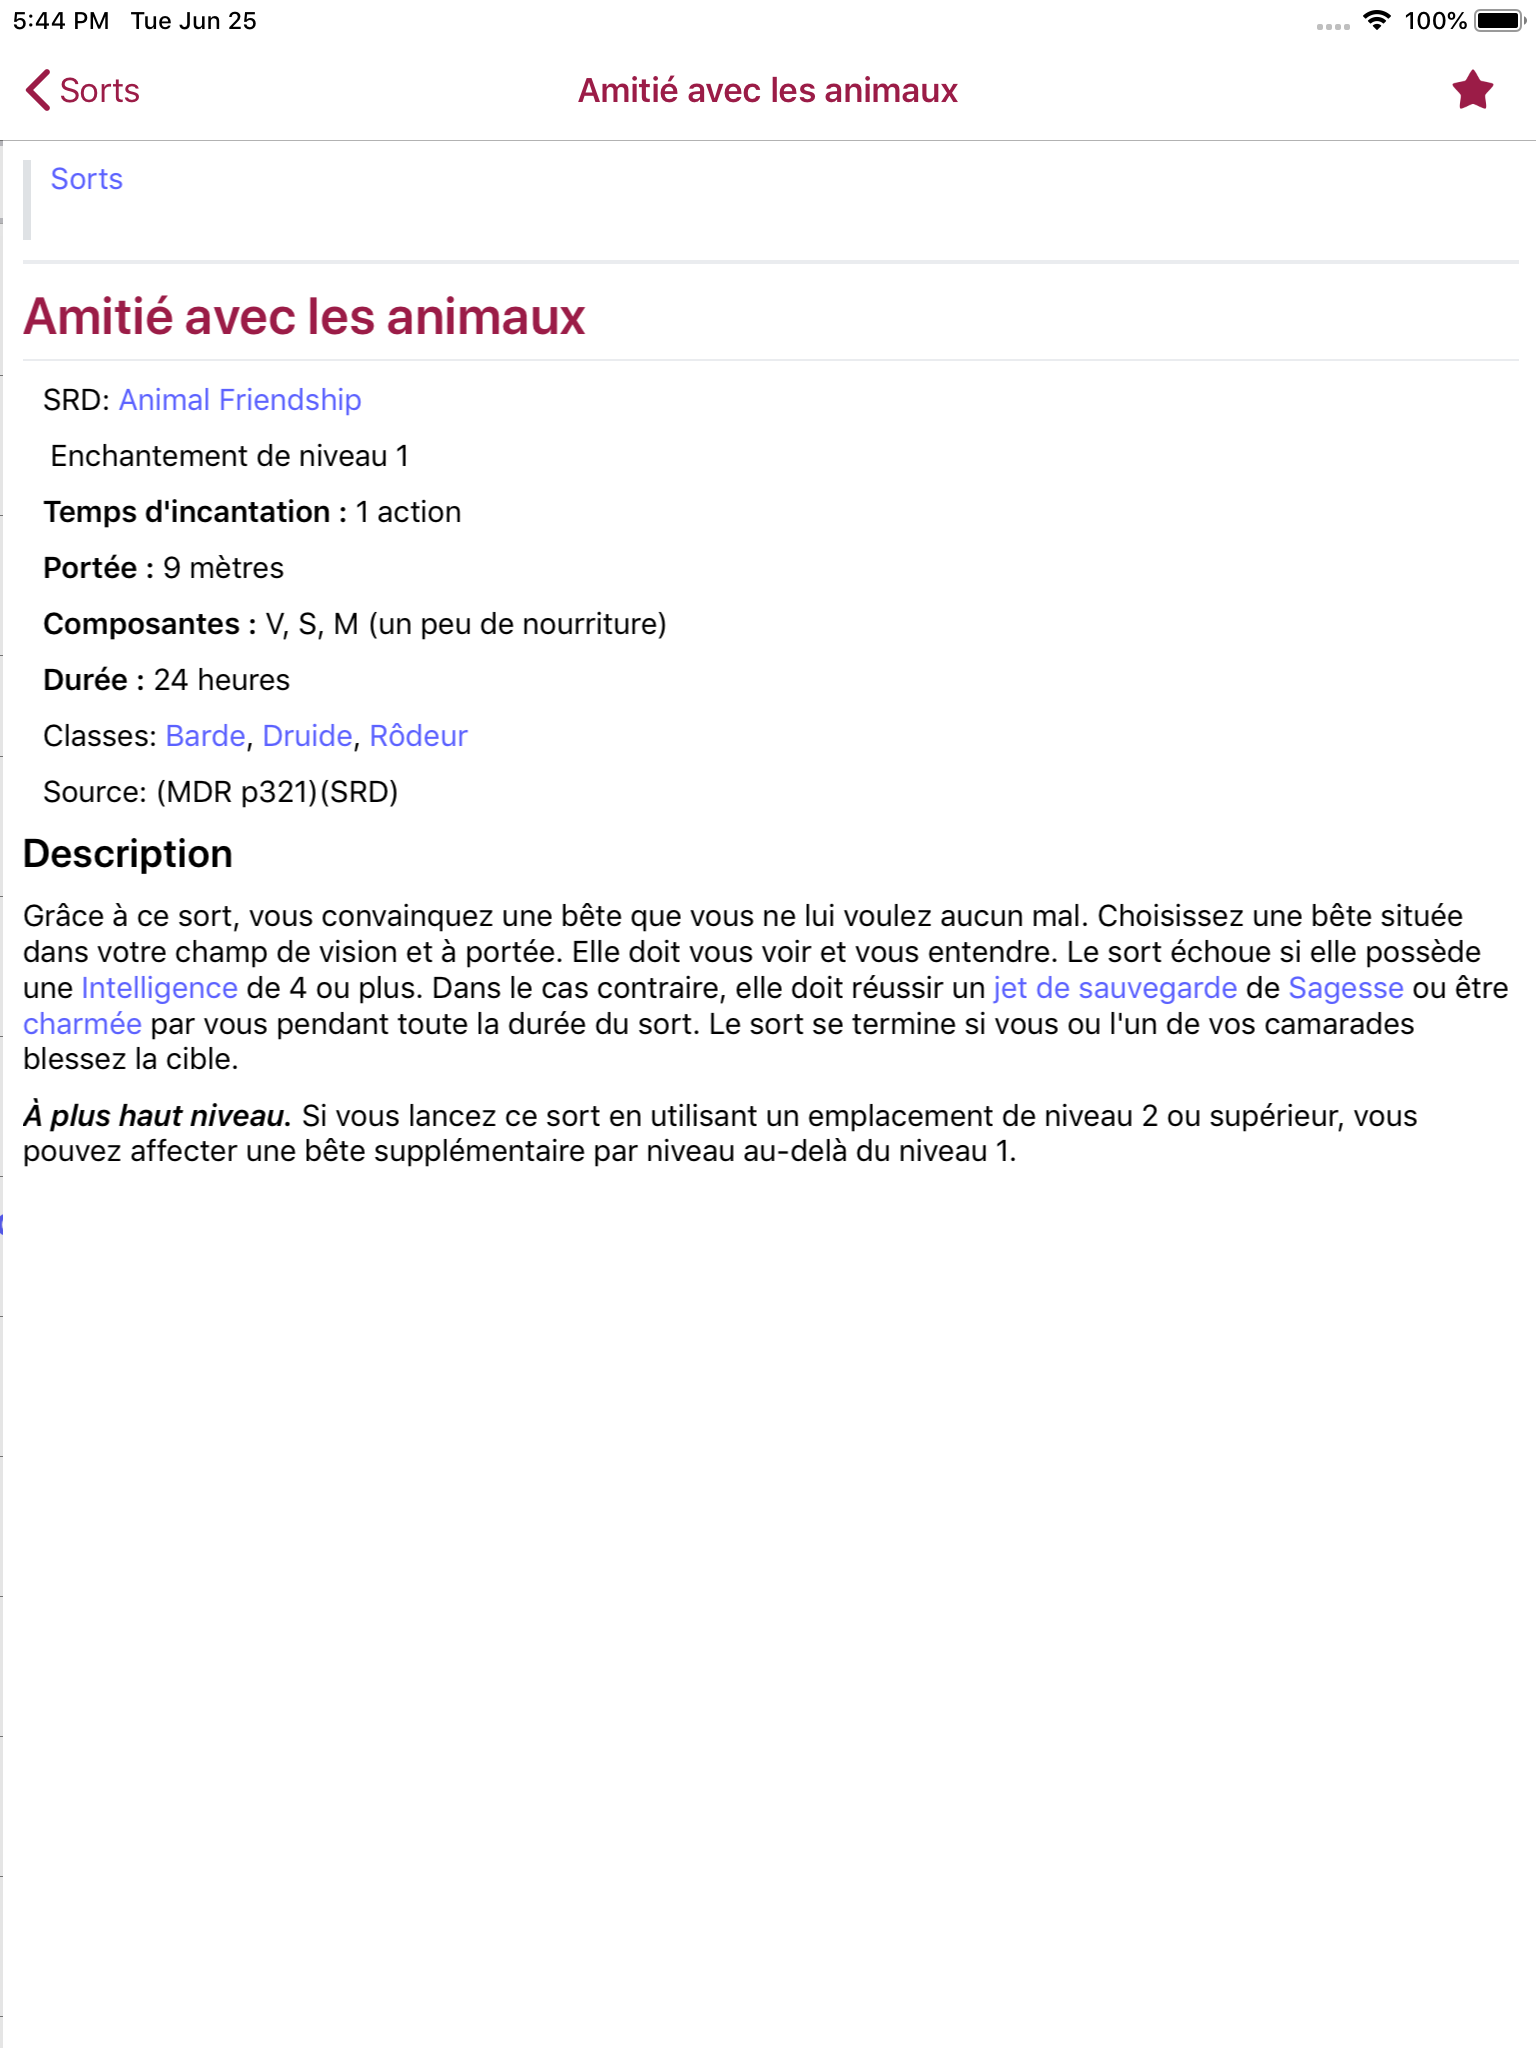 5:44 PM Tue Jun 25 100%
Sorts Amitié avec les animaux
Sorts
Amitié avec les animaux
SRD: Animal Friendship
Enchantement de niveau 1
Temps d'incantation : 1 action
Portée : 9 mètres
Composantes : V, S, M (un peu de nourriture)
Durée : 24 heures
Classes: Barde, Druide, Rôdeur
Source: (MDR p321)(SRD)
Description
Grâce à ce sort, vous convainquez une bête que vous ne lui voulez aucun mal. Choisissez une bête située
dans votre champ de vision et à portée. Elle doit vous voir et vous entendre. Le sort échoue si elle possède
une Intelligence de 4 ou plus. Dans le cas contraire, elle doit réussir un jet de sauvegarde de Sagesse ou être
charmée par vous pendant toute la durée du sort. Le sort se termine si vous ou l'un de vos camarades
blessez la cible.
À plus haut niveau. Si vous lancez ce sort en utilisant un emplacement de niveau 2 ou supérieur, vous
pouvez affecter une bête supplémentaire par niveau au-delà du niveau 1.